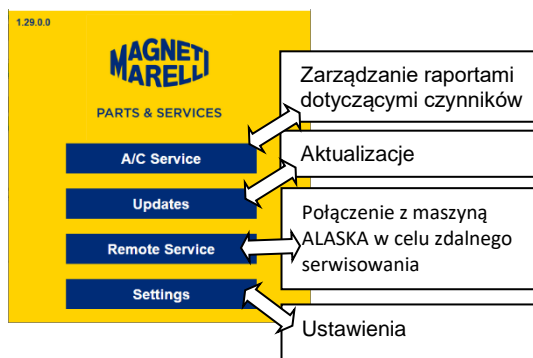 1.29.0.0
MAGNETI
MARELLI
PARTS & SERVICES
A/C Service
Updates
Remote Service
Settings
Zarządzanie raportami
dotyczącymi czynników
Aktualizacje
Połączenie z maszyną
ALASKA w celu zdalnego
serwisowania
Ustawienia